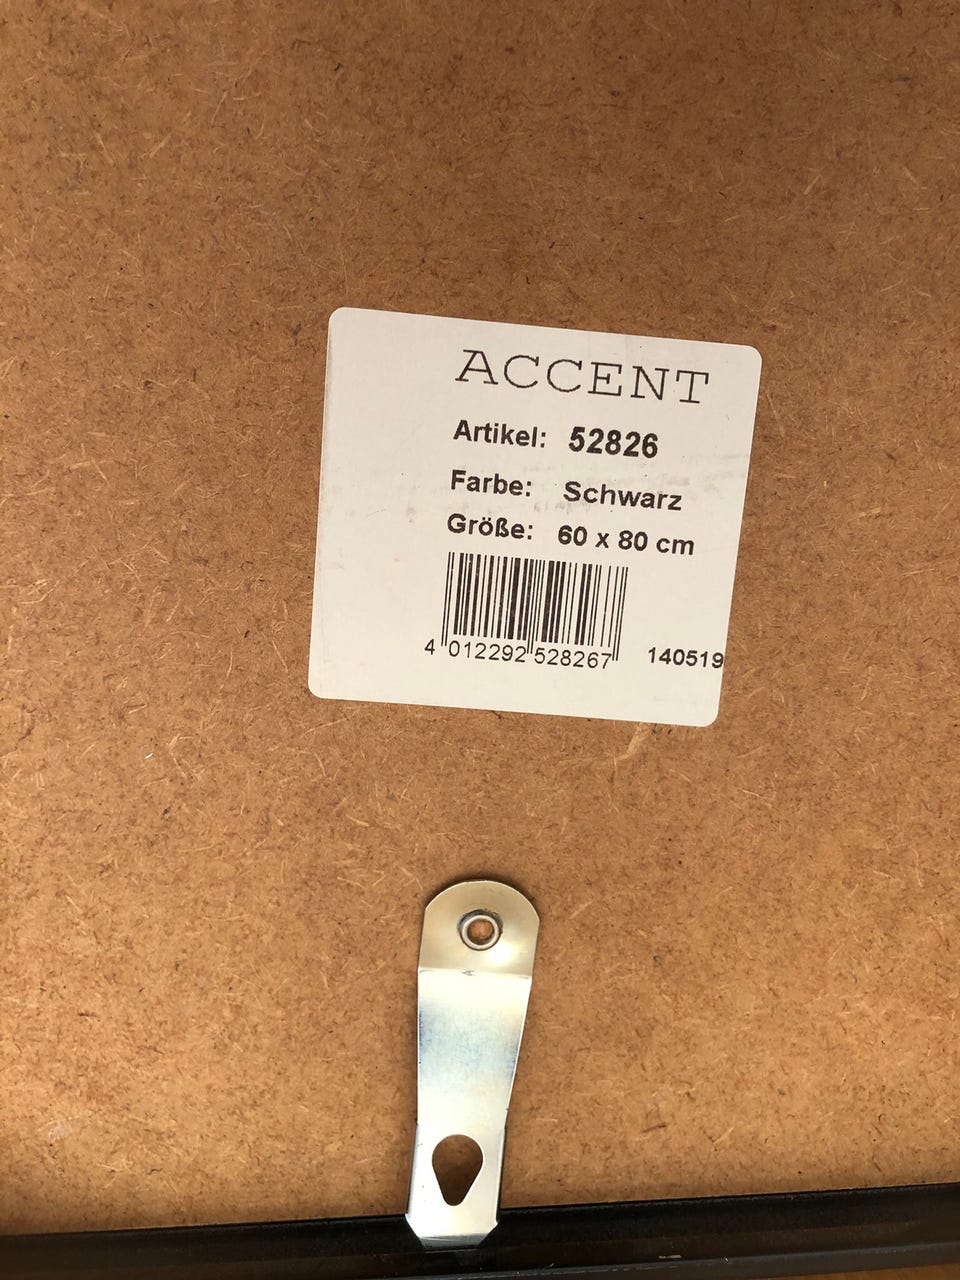 ACCENT
Artikel: 52826
Farbe: Schwarz
Größe: 60 x 80 cm
4 012292 528267 140519